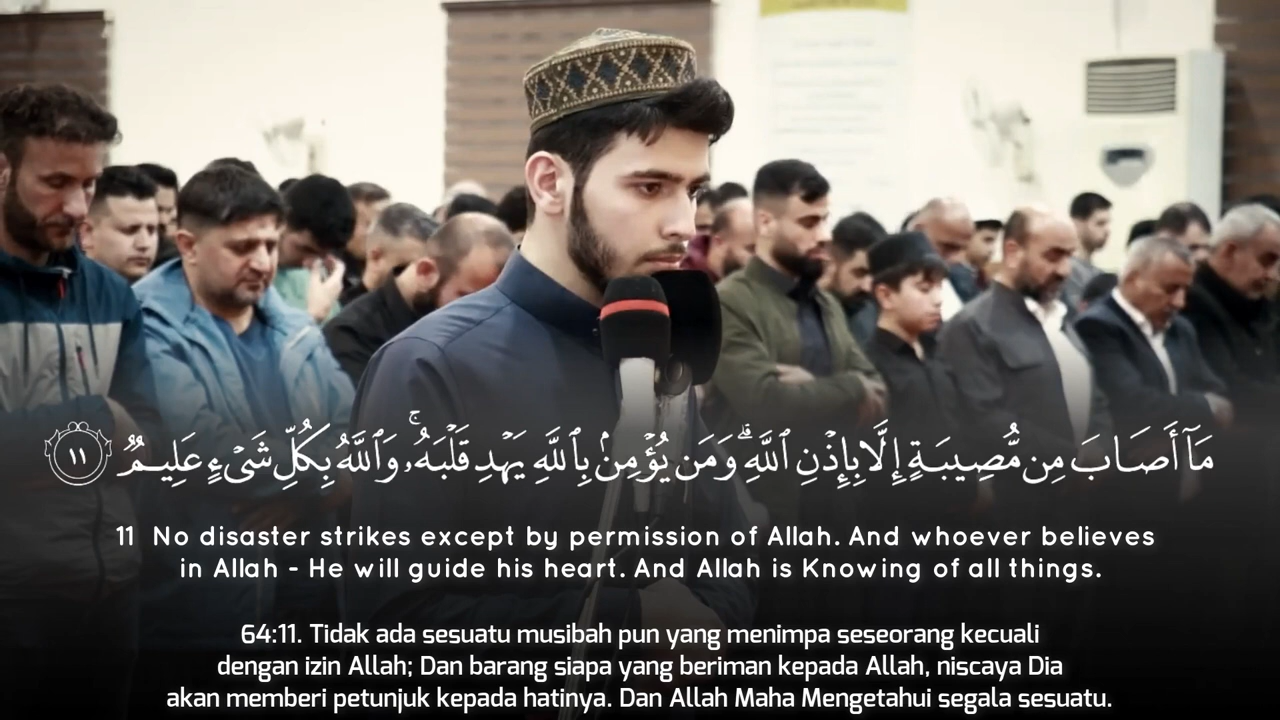 مَآ أَصَابَ مِن مُّصِيبَةٍ إِلَّا بِإِذْنِ ٱللَّهِ ۗ وَمَن يُؤْمِنۢ بِٱللَّهِ يَهْدِ قَلْبَهُۥ ۚ وَٱللَّهُ بِكُلِّ شَىْءٍ عَلِيمٌ ١١
11 No disaster strikes except by permission of Allah. And whoever believes
in Allah - He will guide his heart. And Allah is Knowing of all things.
64:11. Tidak ada sesuatu musibah pun yang menimpa seseorang kecuali
dengan izin Allah; Dan barang siapa yang beriman kepada Allah, niscaya Dia
akan memberi petunjuk kepada hatinya. Dan Allah Maha Mengetahui segala sesuatu.